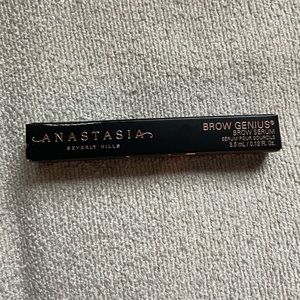 ANASTASIA
BEVERLY HILLS
BROW GENIUS®
BROW SERUM
SÉRUM POUR SOURCILS
3.5 mL / 0.12 Fl. Oz.